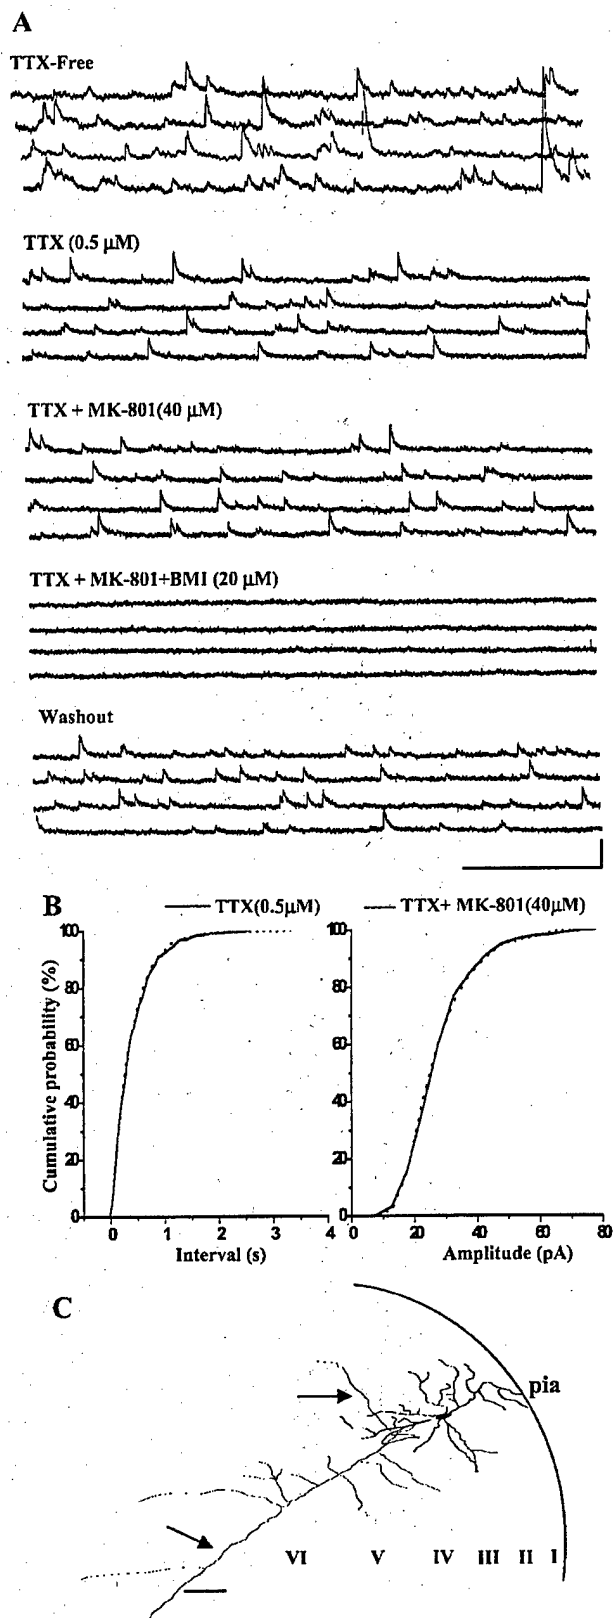 A
TTX-Free
TTX (0.5 μM)
TTX + MK-801(40 μM)
TTX + MK-801+BMI (20 μM)
Washout
B
TTX(0.5μM)
TTX+ MK-801(40μM)
Cumulative probability (%)
100
80
60
40
20
0
0 1 2 3 4
Interval (s)
100
80
60
40
20
0
0 20 40 60 80
Amplitude (pA)
C
pia
VI V IV III II I